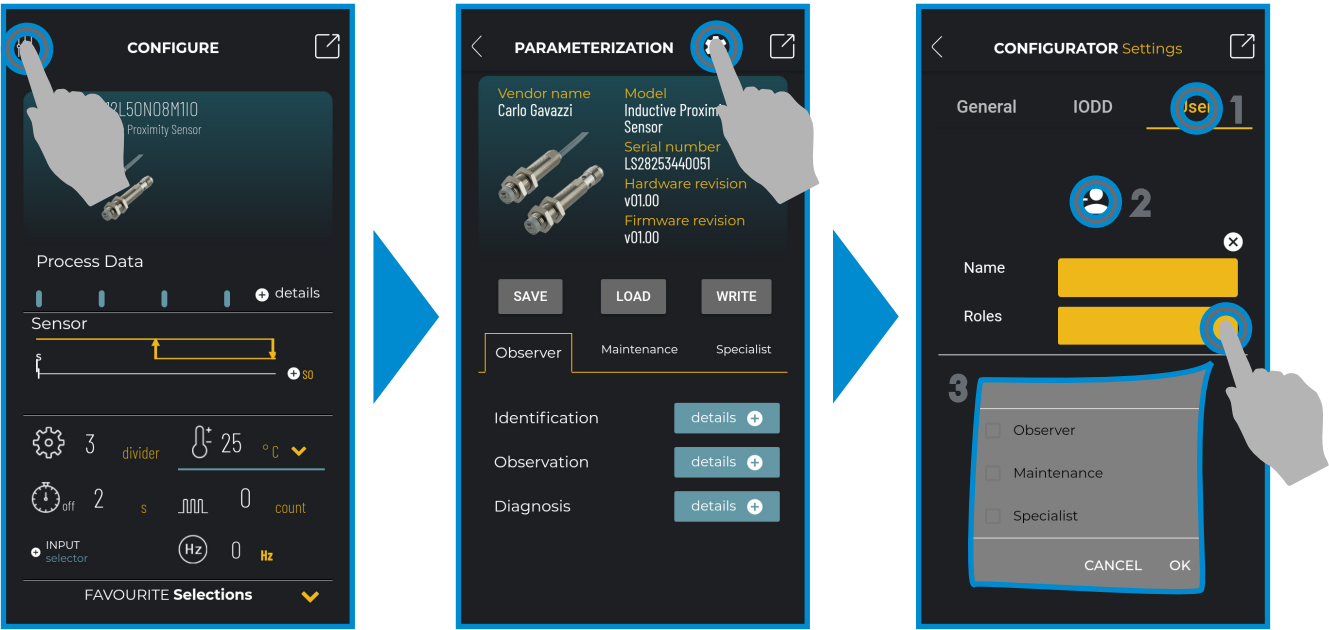 CONFIGURE
Proximity Sensor
Process Data
details
Sensor
s
so
3 divider
25 °C
off 2 s
0 count
INPUT
selector
Hz 0 Hz
FAVOURITE Selections
PARAMETERIZATION
Vendor name
Carlo Gavazzi
Model
Inductive
Sensor
Serial number
LS28253440051
Hardware revision
v01.00
Firmware revision
v01.00
SAVE LOAD WRITE
Observer Maintenance Specialist
Identification details
Observation details
Diagnosis details
CONFIGURATOR Settings
General IODD User 1
2
Name
Roles
3
Observer
Maintenance
Specialist
CANCEL OK